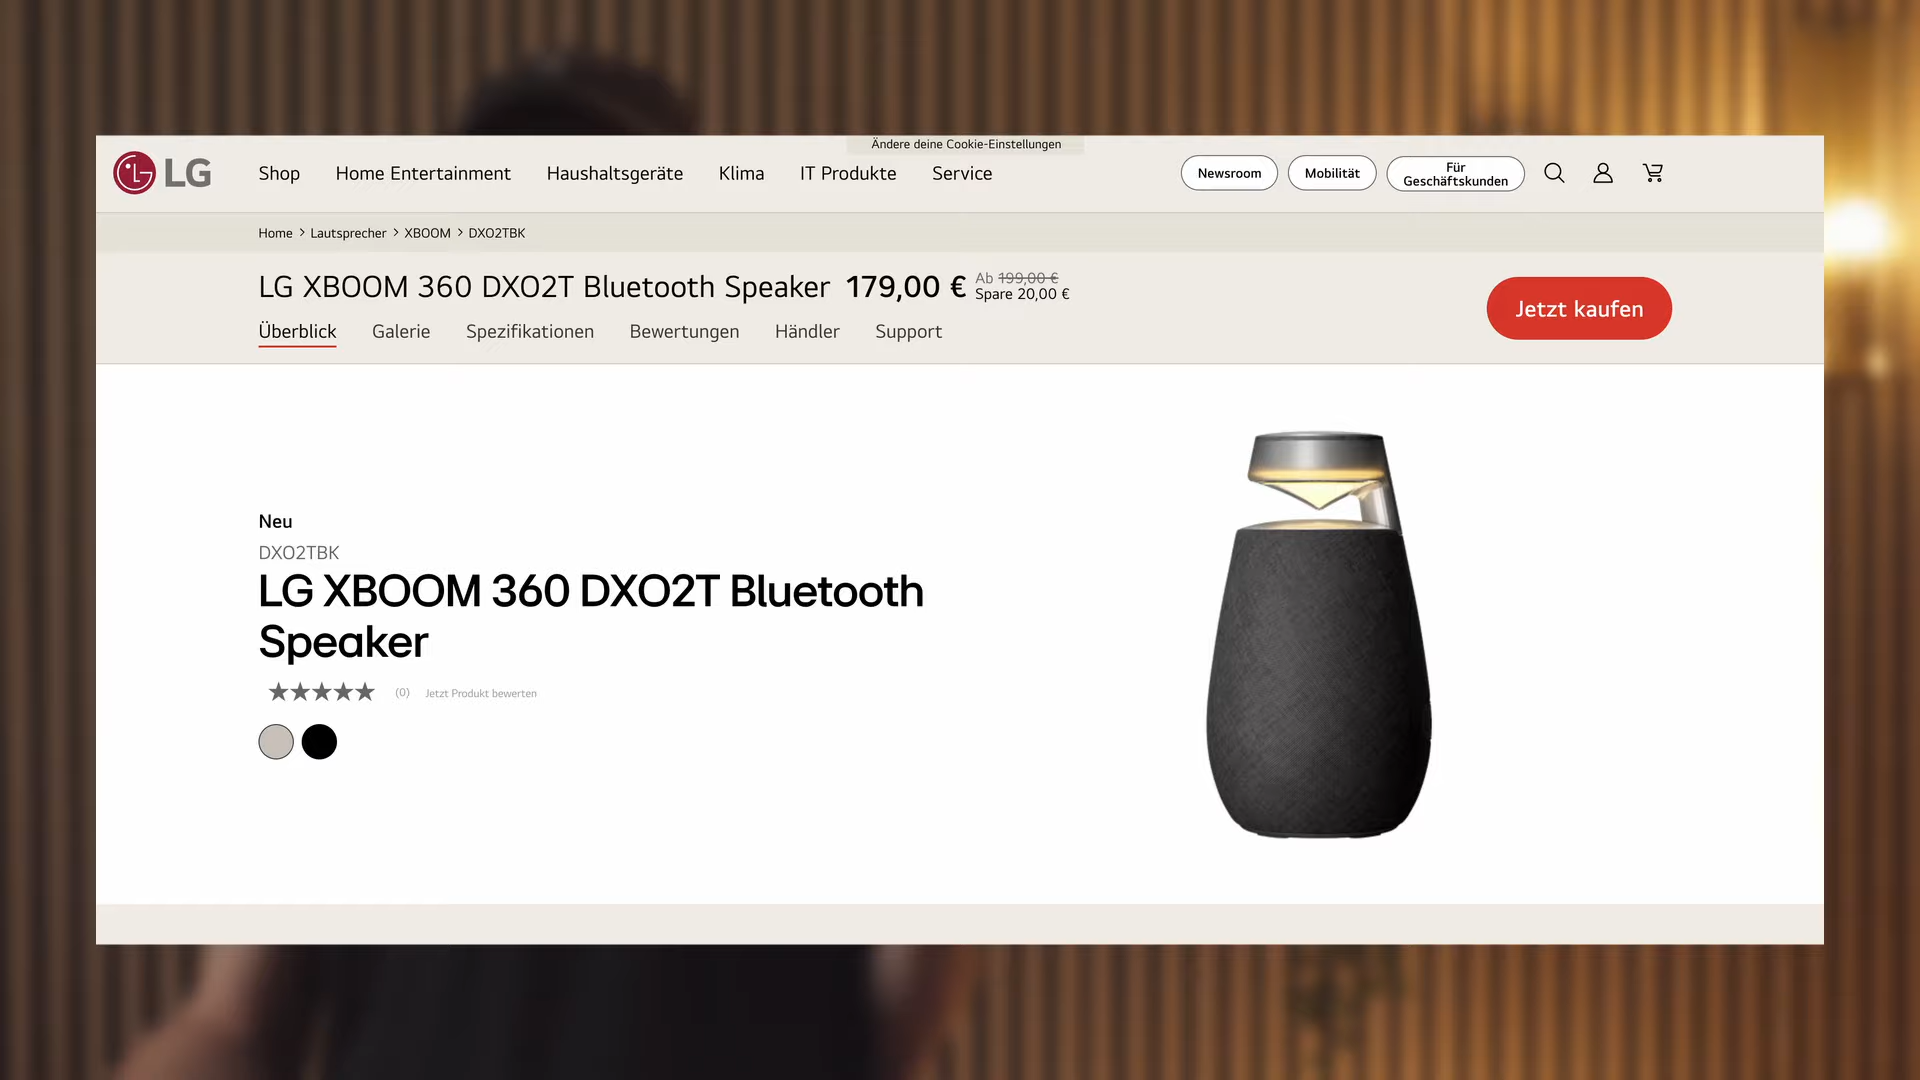 Ändere deine Cookie-Einstellungen
LG
Shop Home Entertainment Haushaltsgeräte Klima IT Produkte Service
Newsroom
Mobilität
Für
Geschäftskunden
Home > Lautsprecher > XBOOM > DXO2TBK
LG XBOOM 360 DXO2T Bluetooth Speaker 179,00 €
Ab 199,00 €
Spare 20,00 €
Überblick Galerie Spezifikationen Bewertungen Händler Support
Jetzt kaufen
Neu
DXO2TBK
LG XBOOM 360 DXO2T Bluetooth
Speaker
★★★★★ (0) Jetzt Produkt bewerten